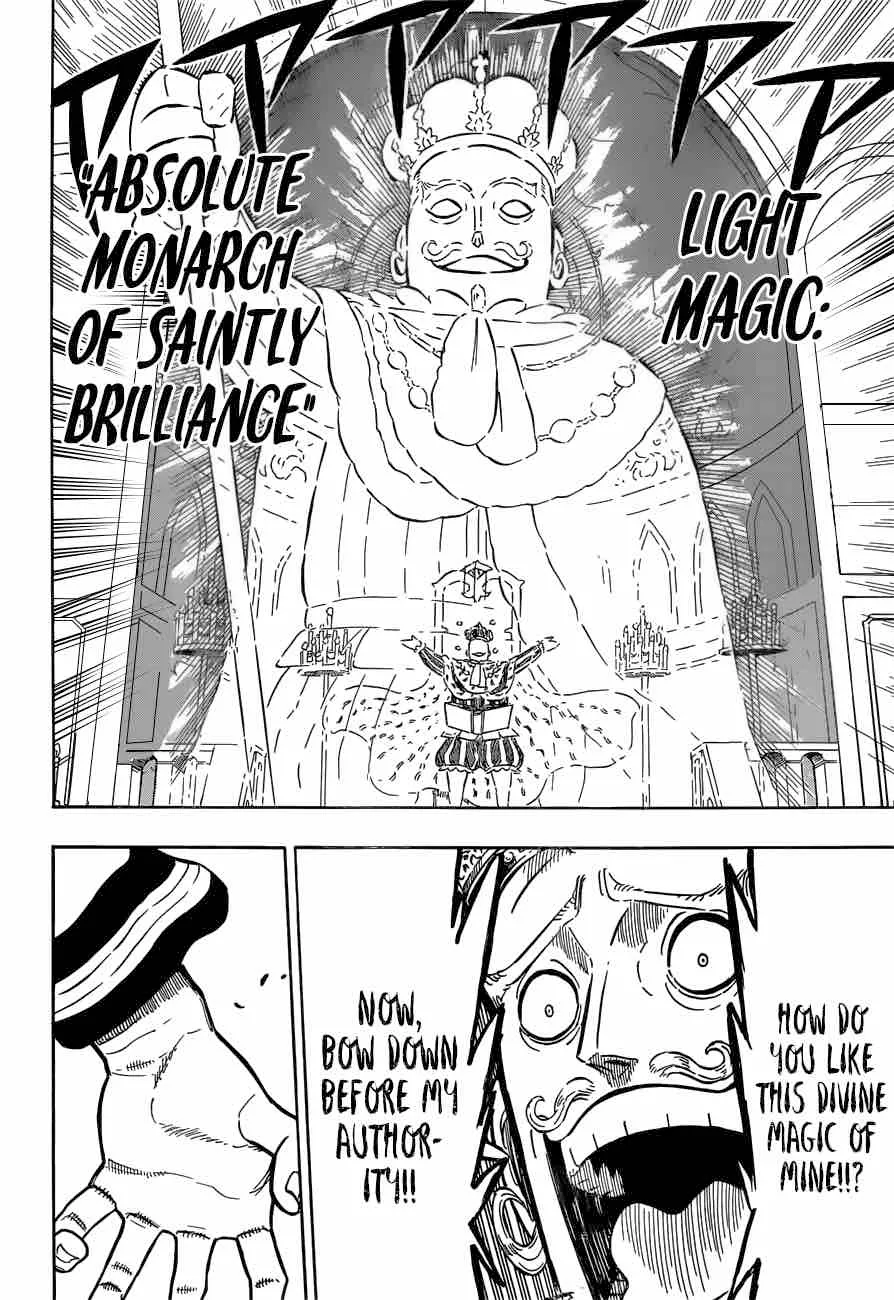 LIGHT
MAGIC:
"ABSOLUTE
MONARCH
OF SAINTLY
BRILLIANCE"
HOW DO
YOU LIKE
THIS DIVINE
MAGIC OF
MINE!!?
NOW,
BOW DOWN
BEFORE MY
AUTHOR-
ITY!!